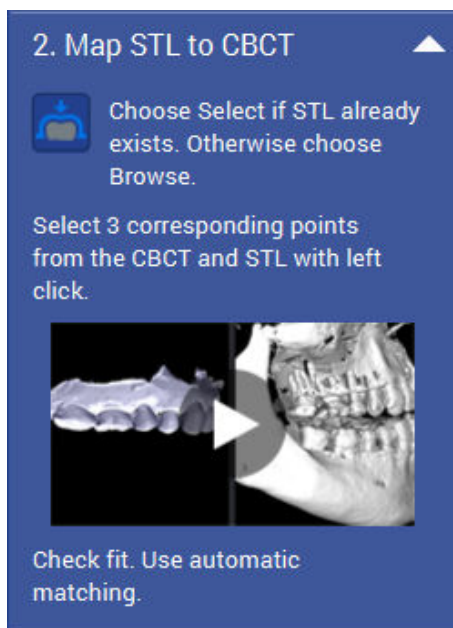 2. Map STL to CBCT
Choose Select if STL already
exists. Otherwise choose
Browse.
Select 3 corresponding points
from the CBCT and STL with left
click.
Check fit. Use automatic
matching.